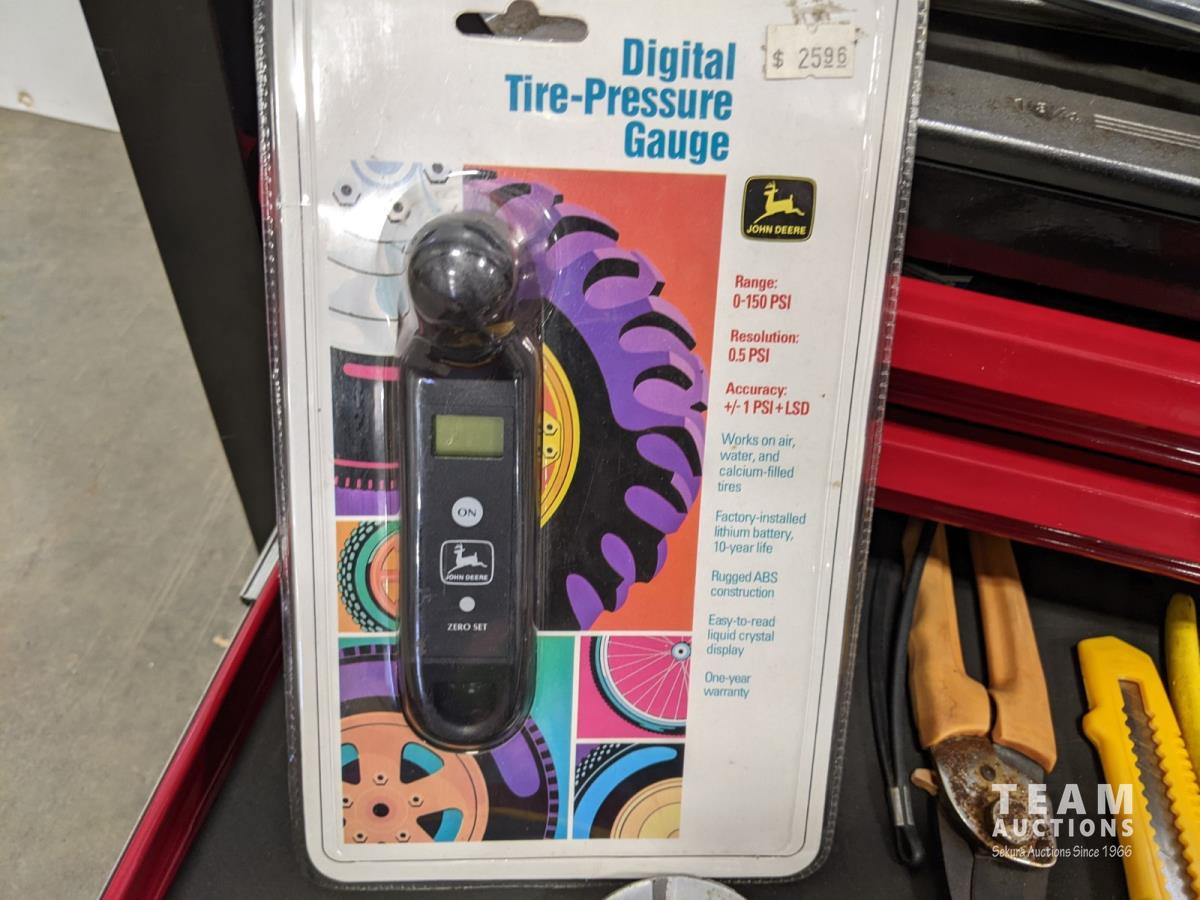 Digital
Tire-Pressure
Gauge
$ 25.96
JOHN DEERE
Range:
0-150 PSI
Resolution:
0.5 PSI
Accuracy:
+/- 1 PSI + LSD
Works on air,
water, and
calcium-filled
tires
Factory-installed
lithium battery,
10-year life
Rugged ABS
construction
Easy-to-read
liquid crystal
display
One-year
warranty
ON
JOHN DEERE
ZERO SET
TEAM
AUCTIONS
Sekura Auctions Since 1966